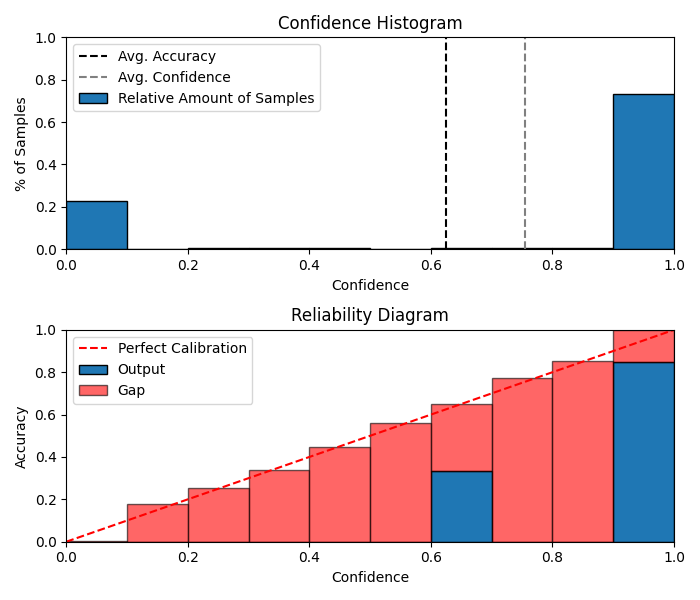 Confidence Histogram
1.0
0.8
0.6
0.4
0.2
0.0
% of Samples
Avg. Accuracy
Avg. Confidence
Relative Amount of Samples
0.0 0.2 0.4 0.6 0.8 1.0
Confidence
Reliability Diagram
1.0
0.8
0.6
0.4
0.2
0.0
Accuracy
Perfect Calibration
Output
Gap
0.0 0.2 0.4 0.6 0.8 1.0
Confidence